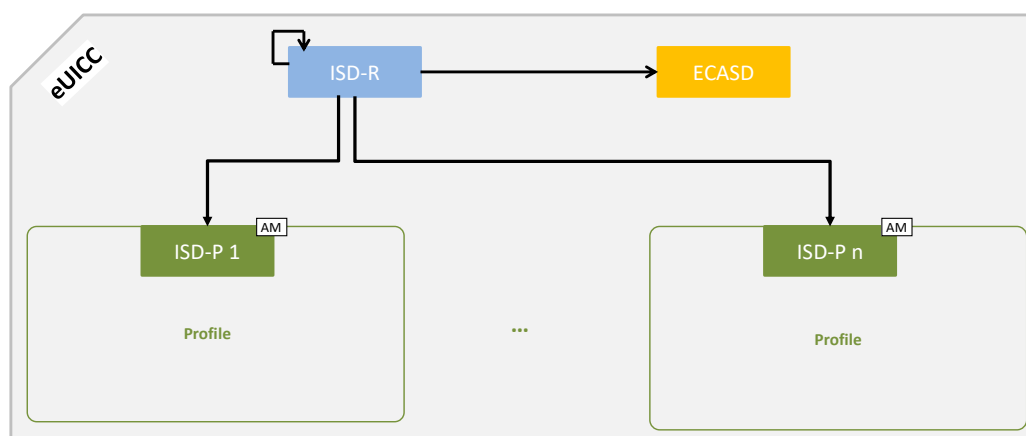 eUICC
ISD-R
ECASD
AM
ISD-P 1
AM
ISD-P n
Profile
...
Profile